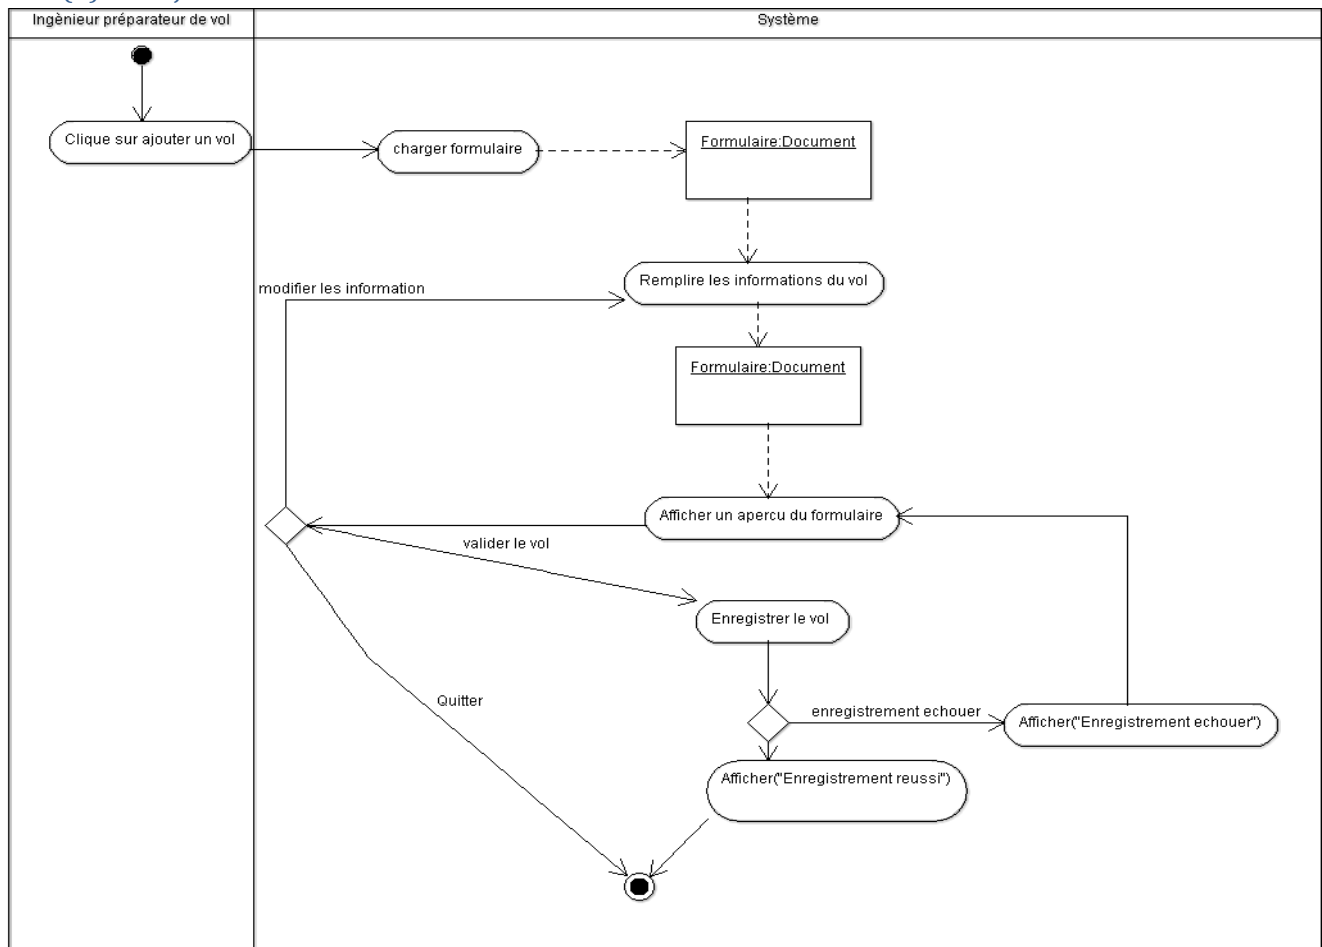 Ingènieur préparateur de vol
Système
Clique sur ajouter un vol
charger formulaire
Formulaire:Document
Remplire les informations du vol
modifier les information
Formulaire:Document
Afficher un apercu du formulaire
valider le vol
Enregistrer le vol
Quitter
enregistrement echouer
Afficher("Enregistrement echouer")
Afficher("Enregistrement reussi")